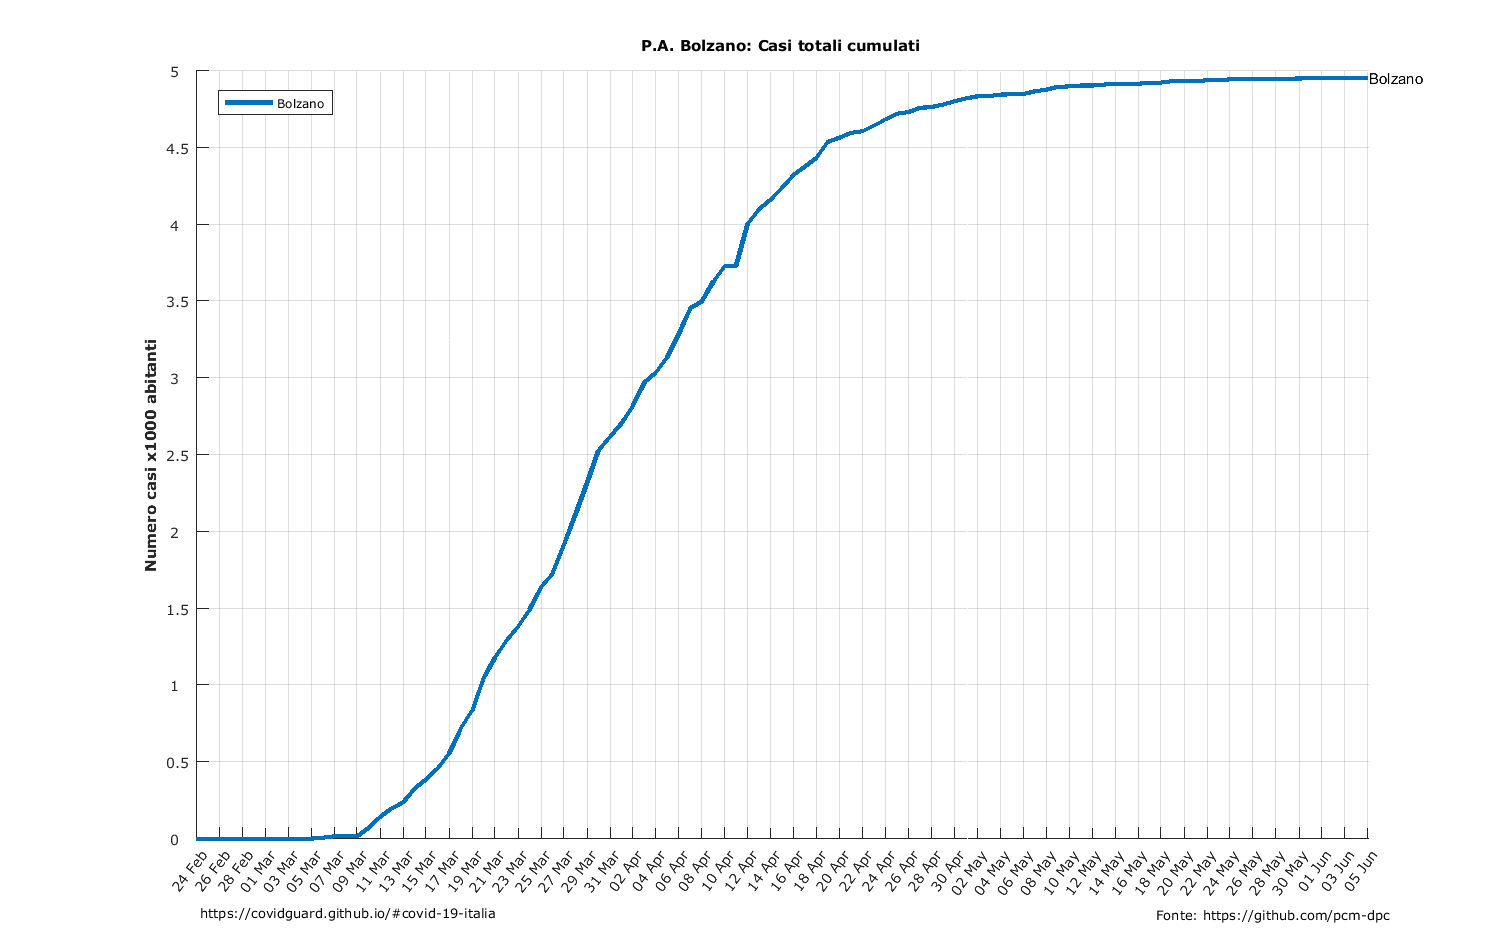 P.A. Bolzano: Casi totali cumulati
5
4.5
4
3.5
3
2.5
2
1.5
1
0.5
0
Numero casi x1000 abitanti
Bolzano
Bolzano
24 Feb
26 Feb
28 Feb
01 Mar
03 Mar
05 Mar
07 Mar
09 Mar
11 Mar
13 Mar
15 Mar
17 Mar
19 Mar
21 Mar
23 Mar
25 Mar
27 Mar
29 Mar
31 Mar
02 Apr
04 Apr
06 Apr
08 Apr
10 Apr
12 Apr
14 Apr
16 Apr
18 Apr
20 Apr
22 Apr
24 Apr
26 Apr
28 Apr
30 Apr
02 May
04 May
06 May
08 May
10 May
12 May
14 May
16 May
18 May
20 May
22 May
24 May
26 May
28 May
30 May
01 Jun
03 Jun
05 Jun
https://covidguard.github.io/#covid-19-italia
Fonte: https://github.com/pcm-dpc